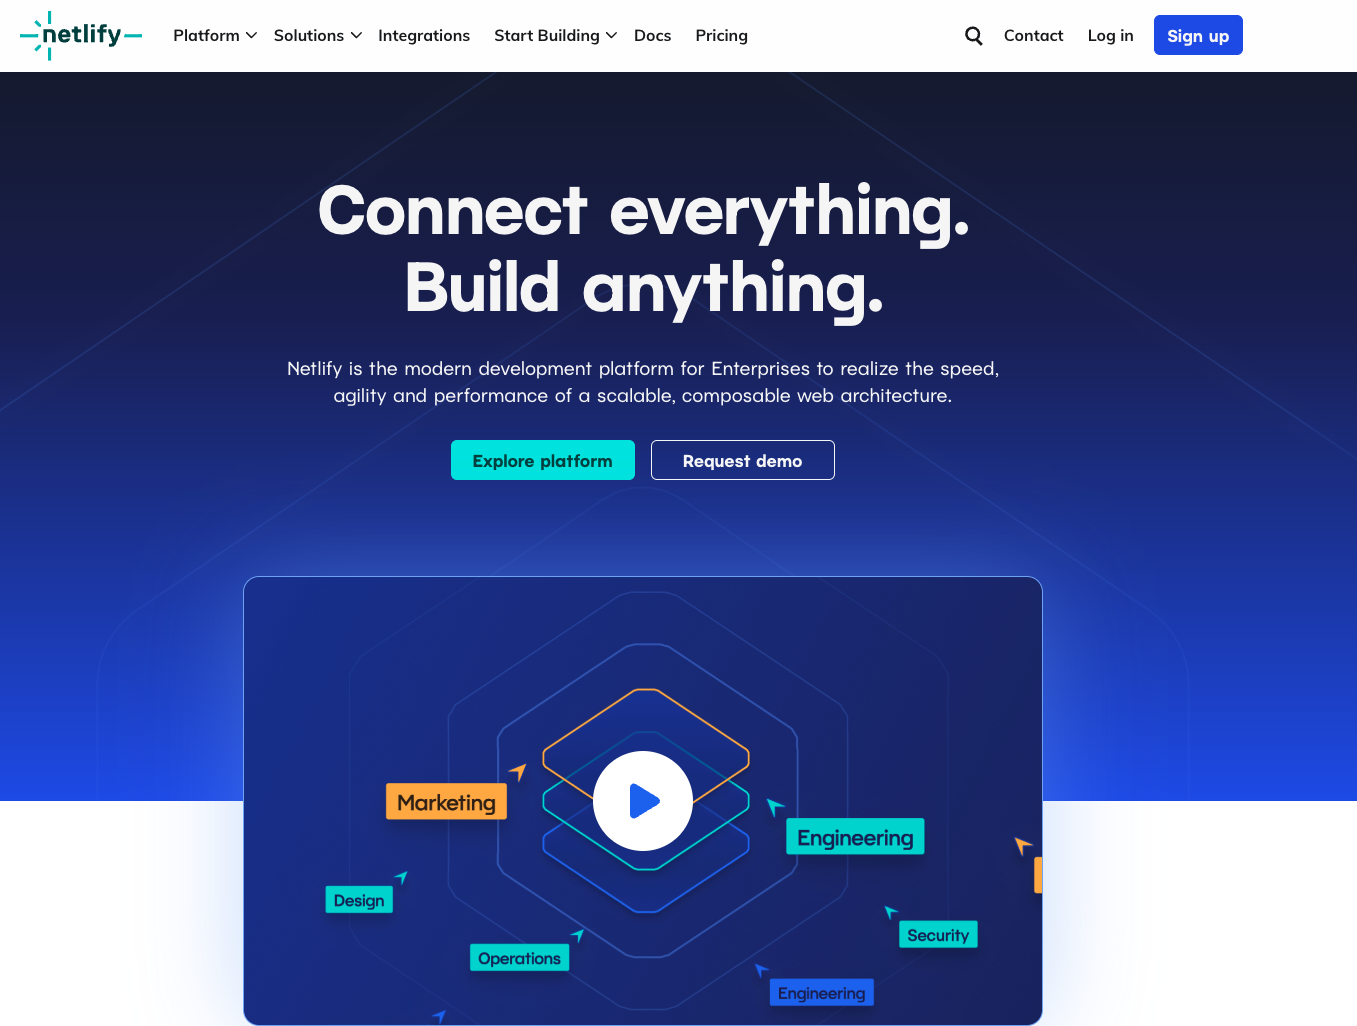 netlify
Platform
Solutions
Integrations
Start Building
Docs
Pricing
Contact
Log in
Sign up
Connect everything.
Build anything.
Netlify is the modern development platform for Enterprises to realize the speed,
agility and performance of a scalable, composable web architecture.
Explore platform
Request demo
Marketing
Engineering
Design
Security
Operations
Engineering